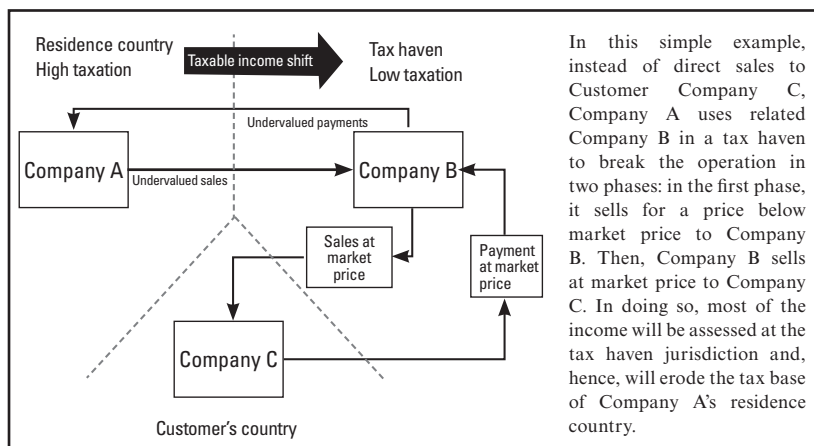 Residence country
High taxation
Taxable income shift
Tax haven
Low taxation
Undervalued payments
Company A
Undervalued sales
Company B
Sales at
market
price
Payment
at market
price
Company C
Customer's country
In this simple example,
instead of direct sales to
Customer Company C,
Company A uses related
Company B in a tax haven
to break the operation in
two phases: in the first phase,
it sells for a price below
market price to Company
B. Then, Company B sells
at market price to Company
C. In doing so, most of the
income will be assessed at the
tax haven jurisdiction and,
hence, will erode the tax base
of Company A's residence
country.